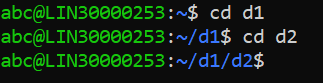 abc@LIN30000253:~$ cd d1
abc@LIN30000253:~/d1$ cd d2
abc@LIN30000253:~/d1/d2$